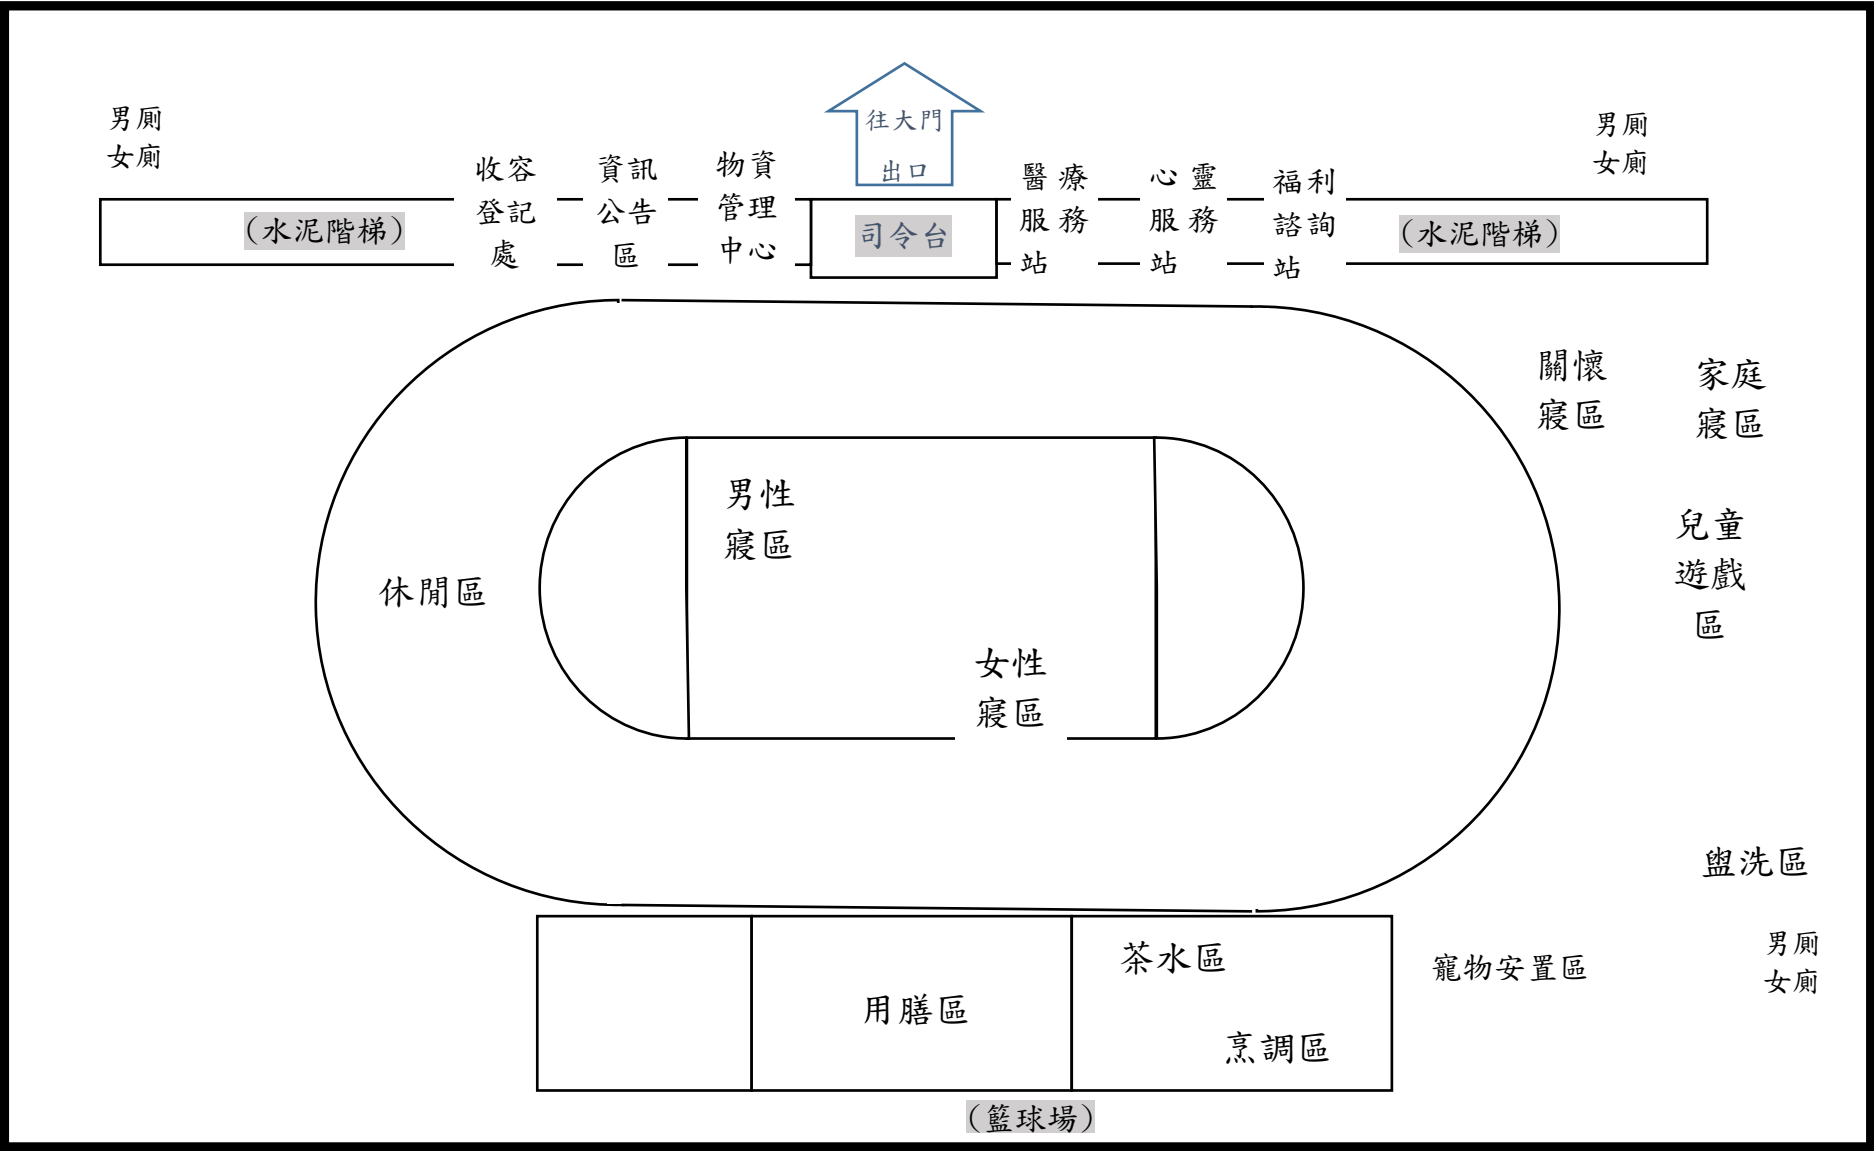 往大門
出口
男厠
女廁
男厠
女廁
收容
登記
處
資訊
公告
區
物資
管理
中心
醫療
服務
站
心靈
服務
站
福利
諮詢
站
(水泥階梯)
司令台
(水泥階梯)
關懷
寢區
家庭
寢區
男性
寢區
兒童
遊戲
區
休閒區
女性
寢區
盥洗區
茶水區
用膳區
烹調區
寵物安置區
男厠
女廁
(籃球場)